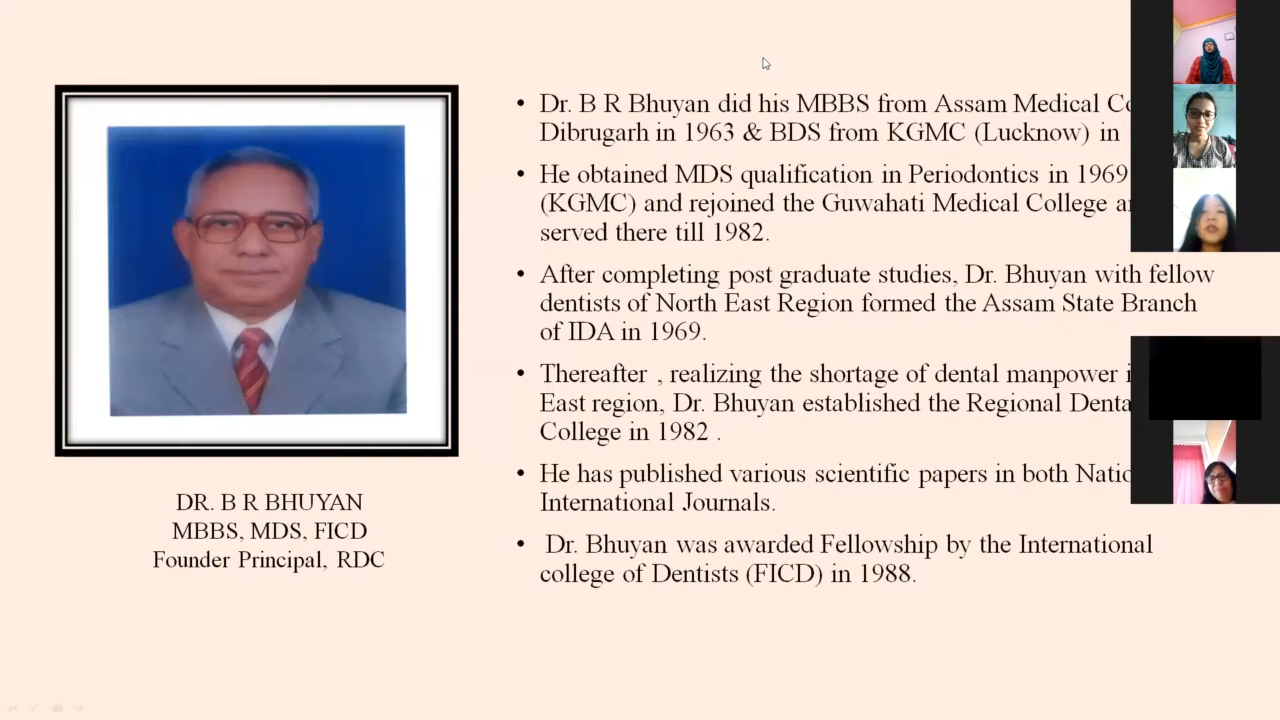 Dr. B R Bhuyan did his MBBS from Assam Medical
Dibrugarh in 1963 & BDS from KGMC (Lucknow) in
He obtained MDS qualification in Periodontics in 1969
(KGMC) and rejoined the Guwahati Medical College
served there till 1982.
After completing post graduate studies, Dr. Bhuyan with fellow
dentists of North East Region formed the Assam State Branch
of IDA in 1969.
Thereafter , realizing the shortage of dental manpower
East region, Dr. Bhuyan established the Regional
College in 1982 .
He has published various scientific papers in both
International Journals.
Dr. Bhuyan was awarded Fellowship by the International
college of Dentists (FICD) in 1988.
DR. B R BHUYAN
MBBS, MDS, FICD
Founder Principal, RDC